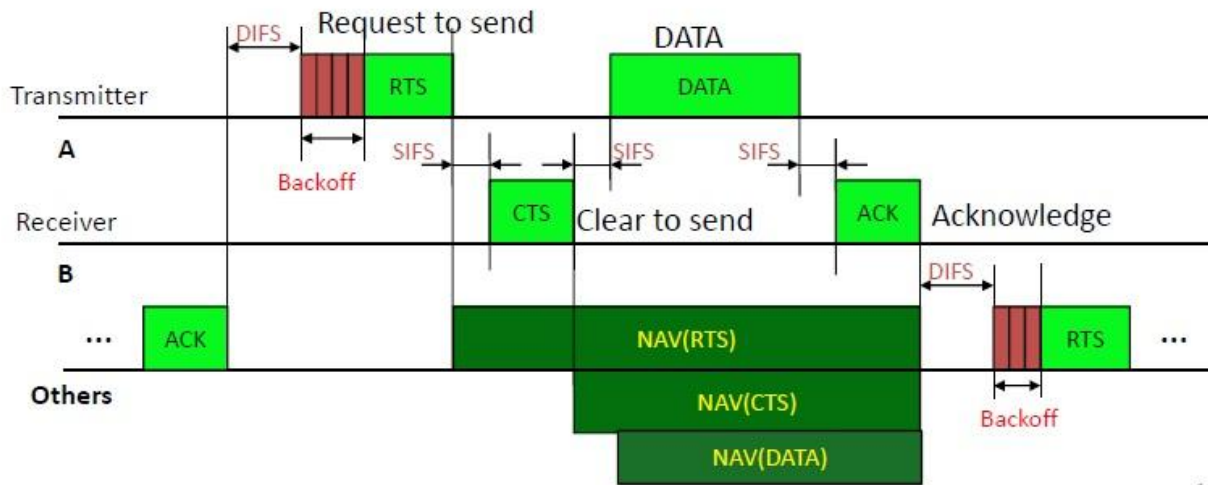 DIFS
Request to send
DATA
RTS
DATA
Transmitter
A
SIFS
SIFS
SIFS
Backoff
CTS
ACK
Receiver
Clear to send
Acknowledge
B
DIFS
... ACK
NAV(RTS)
RTS ...
Others
NAV(CTS)
Backoff
NAV(DATA)